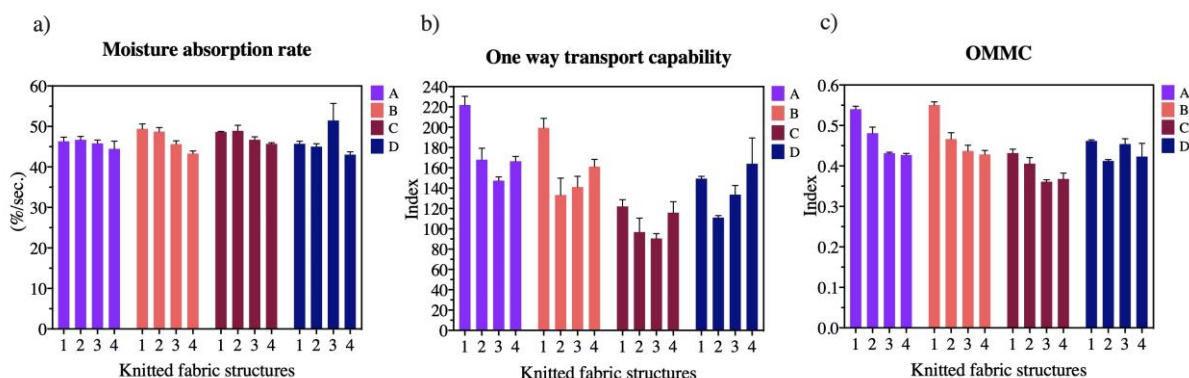 a)
Moisture absorption rate
60
50
40
30
20
10
0%
(%/sec.)
A
B
C
D
1 2 3 4 1 2 3 4 1 2 3 4 1 2 3 4
Knitted fabric structures
b)
One way transport capability
240
220
200
180
160
140
120
100
80
60
40
20
0
Index
A
B
C
D
1 2 3 4 1 2 3 4 1 2 3 4 1 2 3 4
Knitted fabric structures
c)
OMMC
0.6
0.5
0.4
0.3
0.6
0.1
0.0
Index
A
B
C
D
1 2 3 4 1 2 3 4 1 2 3 4 1 2 3 4
Knitted fabric structures